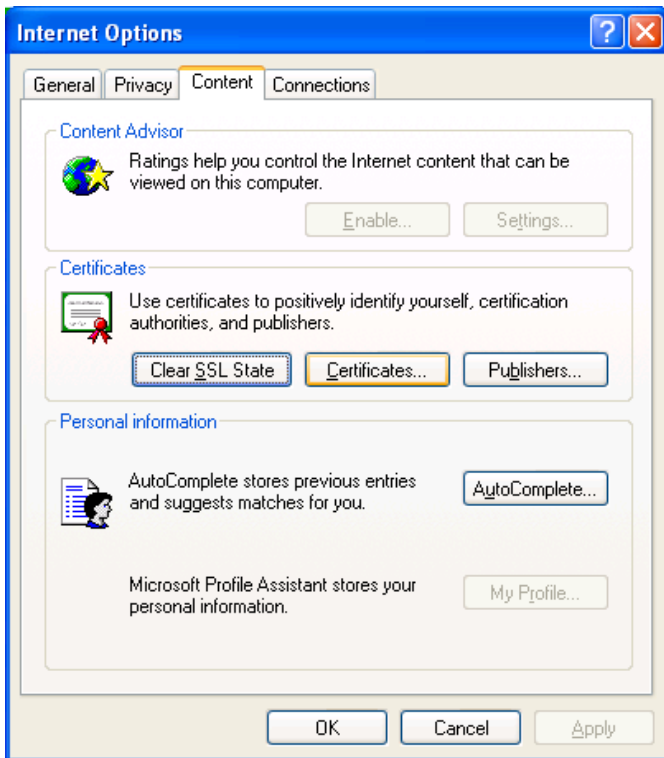 Internet Options
General Privacy Content Connections
Content Advisor
Ratings help you control the Internet content that can be
viewed on this computer.
Enable... Settings...
Certificates
Use certificates to positively identify yourself, certification
authorities, and publishers.
Clear SSL State Certificates... Publishers...
Personal information
AutoComplete stores previous entries
and suggests matches for you.
AutoComplete...
Microsoft Profile Assistant stores your
personal information.
My Profile...
OK Cancel Apply